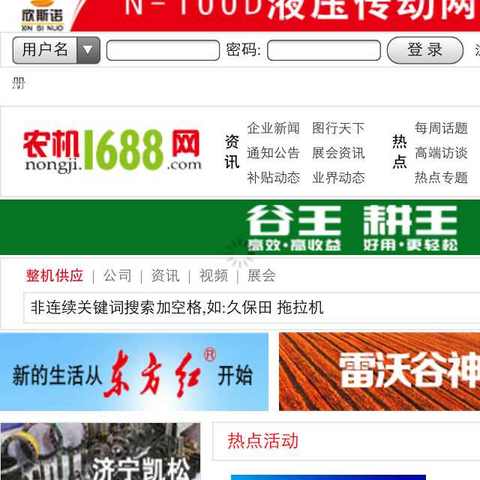 欣斯诺
XIN SI NUO
N-100D液压传动网
用户名 密码: 登 录
册
农机1688网
nongji.com
资讯
企业新闻 图行天下
通知公告 展会资讯
补贴动态 业界动态
热点
每周话题
高端访谈
热点专题
谷王 耕王
高效·高收益 好用·更轻松
整机供应 | 公司 | 资讯 | 视频 | 展会
非连续关键词搜索加空格,如:久保田 拖拉机
新的生活从东方红®开始
雷沃谷神
济宁凯松
热点活动